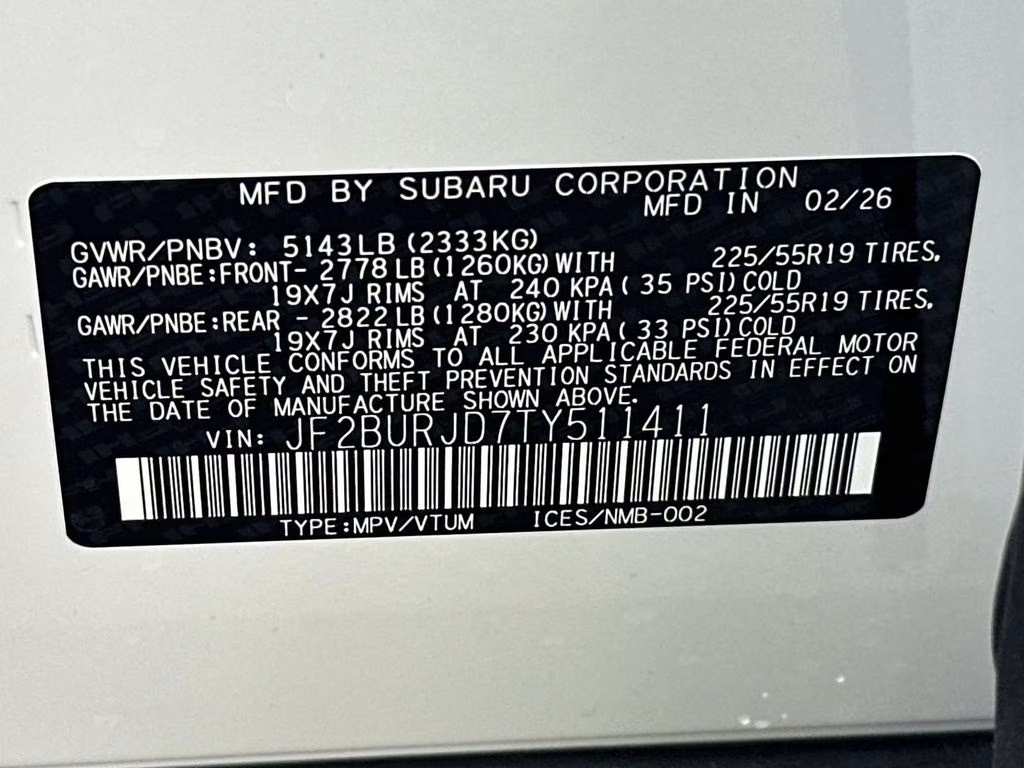 MFD BY SUBARU CORPORATION
MFD IN 02/26
GVWR/PNBV: 5143LB (2333KG)
GAWR/PNBE:FRONT- 2778 LB (1260KG) WITH 225/55R19 TIRES.
19X7J RIMS AT 240 KPA ( 35 PSI) COLD
GAWR/PNBE:REAR - 2822 LB (1280KG) WITH 225/55R19 TIRES.
19X7J RIMS AT 230 KPA ( 33 PSI) COLD
THIS VEHICLE CONFORMS TO ALL APPLICABLE FEDERAL MOTOR
VEHICLE SAFETY AND THEFT PREVENTION STANDARDS IN EFFECT ON
THE DATE OF MANUFACTURE SHOWN ABOVE.
VIN: JF2BURJD7TY511411
TYPE:MPV/VTUM ICES/NMB-002